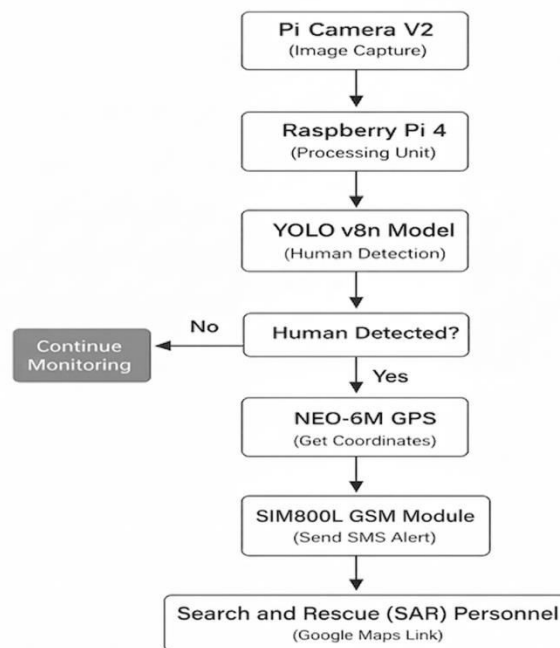 Pi Camera V2
(Image Capture)
Raspberry Pi 4
(Processing Unit)
YOLO v8n Model
(Human Detection)
Human Detected?
No
Continue
Monitoring
Yes
NEO-6M GPS
(Get Coordinates)
SIM800L GSM Module
(Send SMS Alert)
Search and Rescue (SAR) Personnel
(Google Maps Link)